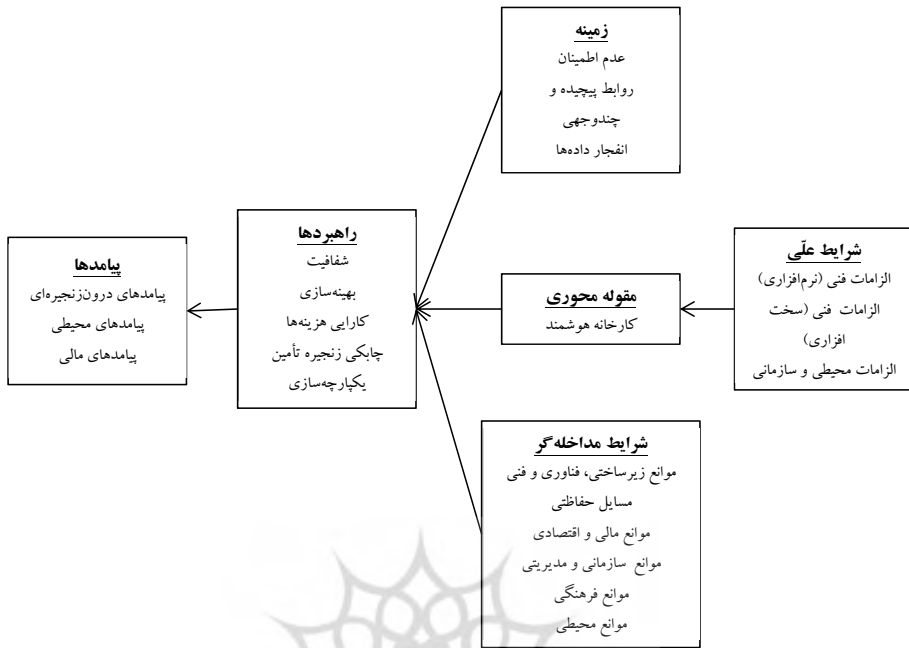 زمینه
عدم اطمینان
روابط پیچیده و
چندوجهی
انفجار داده‌ها
شرایط علّی
الزامات فنی (نرم‌افزاری)
الزامات فنی (سخت
افزاری)
الزامات محیطی و سازمانی
مقوله محوری
کارخانه هوشمند
راهبردها
شفافیت
بهینه‌سازی
کارایی هزینه‌ها
چابکی زنجیره تأمین
یکپارچه‌سازی
پیامدها
پیامدهای درون‌زنجیره‌ای
پیامدهای محیطی
پیامدهای مالی
شرایط مداخله‌گر
موانع زیرساختی، فناوری و فنی
مسایل حفاظتی
موانع مالی و اقتصادی
موانع سازمانی و مدیریتی
موانع فرهنگی
موانع محیطی